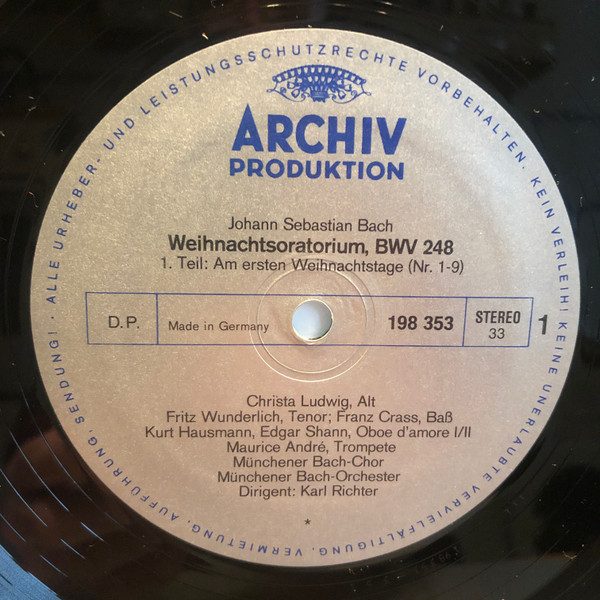 ALLE URHEBER- UND LEISTUNGSSCHUTZRECHTE VORBEHALTEN. KEIN VERLEIH! KEINE UNERLAUBTE VERVIELFÄLTIGUNG, VERMIETUNG, AUFFÜHRUNG, SENDUNG! ·
ARCHIV
PRODUKTION
Johann Sebastian Bach
Weihnachtsoratorium, BWV 248
1. Teil: Am ersten Weihnachtstage (Nr. 1-9)
D.P. Made in Germany 198 353 STEREO 1
33
Christa Ludwig, Alt
Fritz Wunderlich, Tenor; Franz Crass, Baß
Kurt Hausmann, Edgar Shann, Oboe d'amore I/II
Maurice André, Trompete
Münchener Bach-Chor
Münchener Bach-Orchester
Dirigent: Karl Richter
*